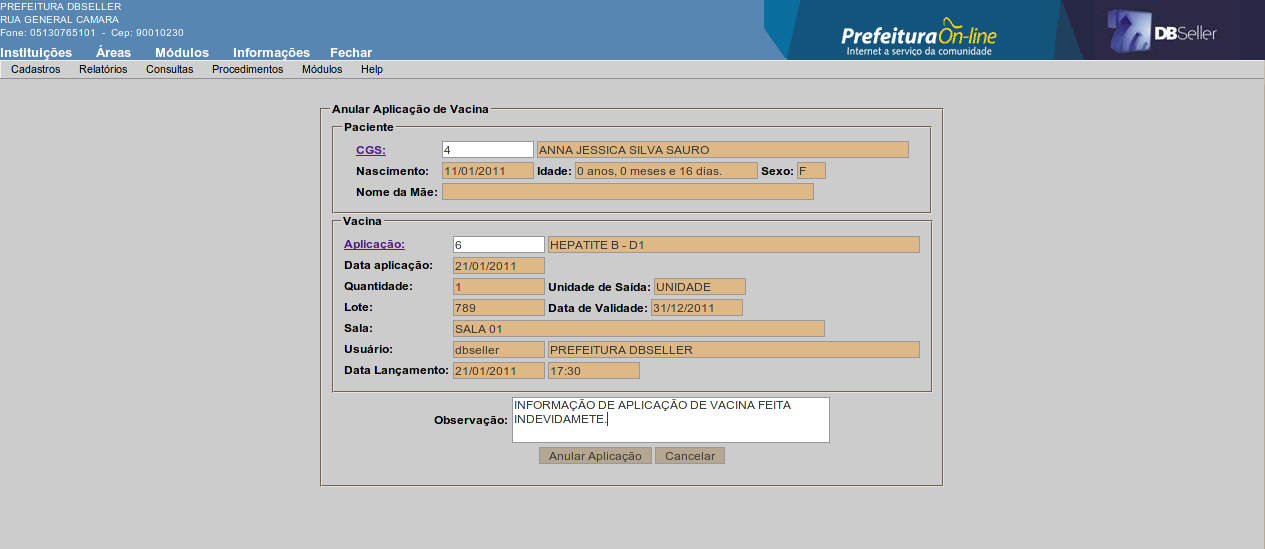 PREFEITURA DBSELLER
RUA GENERAL CAMARA
Fone: 05130765101 - Cep: 90010230
Prefeitura On-line
Internet a serviço da comunidade
DBSeller
Instituições Áreas Módulos Informações Fechar
Cadastros Relatórios Consultas Procedimentos Módulos Help
Anular Aplicação de Vacina
Paciente
CGS: 4 ANNA JESSICA SILVA SAURO
Nascimento: 11/01/2011 Idade: 0 anos, 0 meses e 16 dias. Sexo: F
Nome da Mãe:
Vacina
Aplicação: 6 HEPATITE B - D1
Data aplicação: 21/01/2011
Quantidade: 1 Unidade de Saída: UNIDADE
Lote: 789 Data de Validade: 31/12/2011
Sala: SALA 01
Usuário: dbseller PREFEITURA DBSELLER
Data Lançamento: 21/01/2011 17:30
Observação: INFORMAÇÃO DE APLICAÇÃO DE VACINA FEITA
INDEVIDAMETE.
Anular Aplicação Cancelar